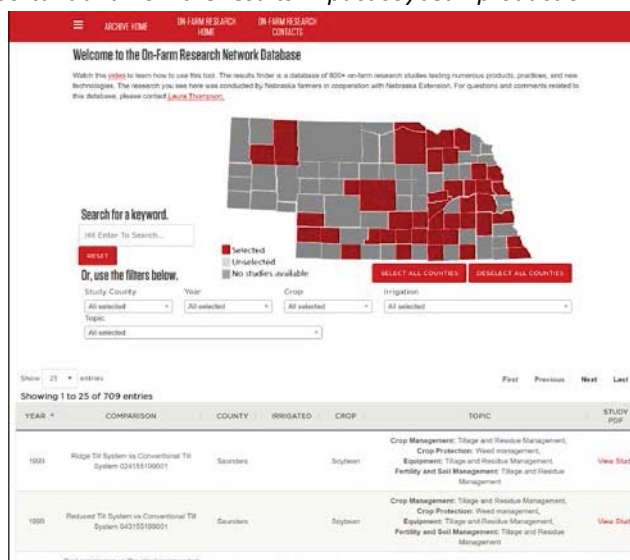 ARCHIVE HOME
ON-FARM RESEARCH HOME
ON-FARM RESEARCH CONTACTS
Welcome to the On-Farm Research Network Database
Watch this video to learn how to use this tool. The results finder is a database of 600+ on-farm research studies testing numerous products, practices, and new
technologies. The research you see here was conducted by Nebraska farmers in cooperation with Nebraska Extension. For questions and comments related to
this database, please contact Laura Thompson.
Search for a keyword.
Hit Enter To Search...
RESET
Selected
Unselected
No studies available
SELECT ALL COUNTIES
DESELECT ALL COUNTIES
Or, use the filters below.
Study County Year Crop Irrigation
All selected All selected All selected All selected
Topic
All selected
Show 25 entries
First Previous Next Last
Showing 1 to 25 of 709 entries
YEAR COMPARISON COUNTY IRRIGATED CROP TOPIC STUDY PDF
1990 Ridge Till System vs Conventional Till System 024155199001 Saunders Soybean
Crop Management: Tillage and Residue Management,
Crop Protection: Weed management,
Equipment: Tillage and Residue Management,
Fertility and Soil Management: Tillage and Residue
Management
View Stud
1990 Reduced Till System vs Conventional Till System 043155199001 Saunders Soybean
Crop Management: Tillage and Residue Management,
Crop Protection: Weed management,
Equipment: Tillage and Residue Management,
Fertility and Soil Management: Tillage and Residue
Management
View Stud